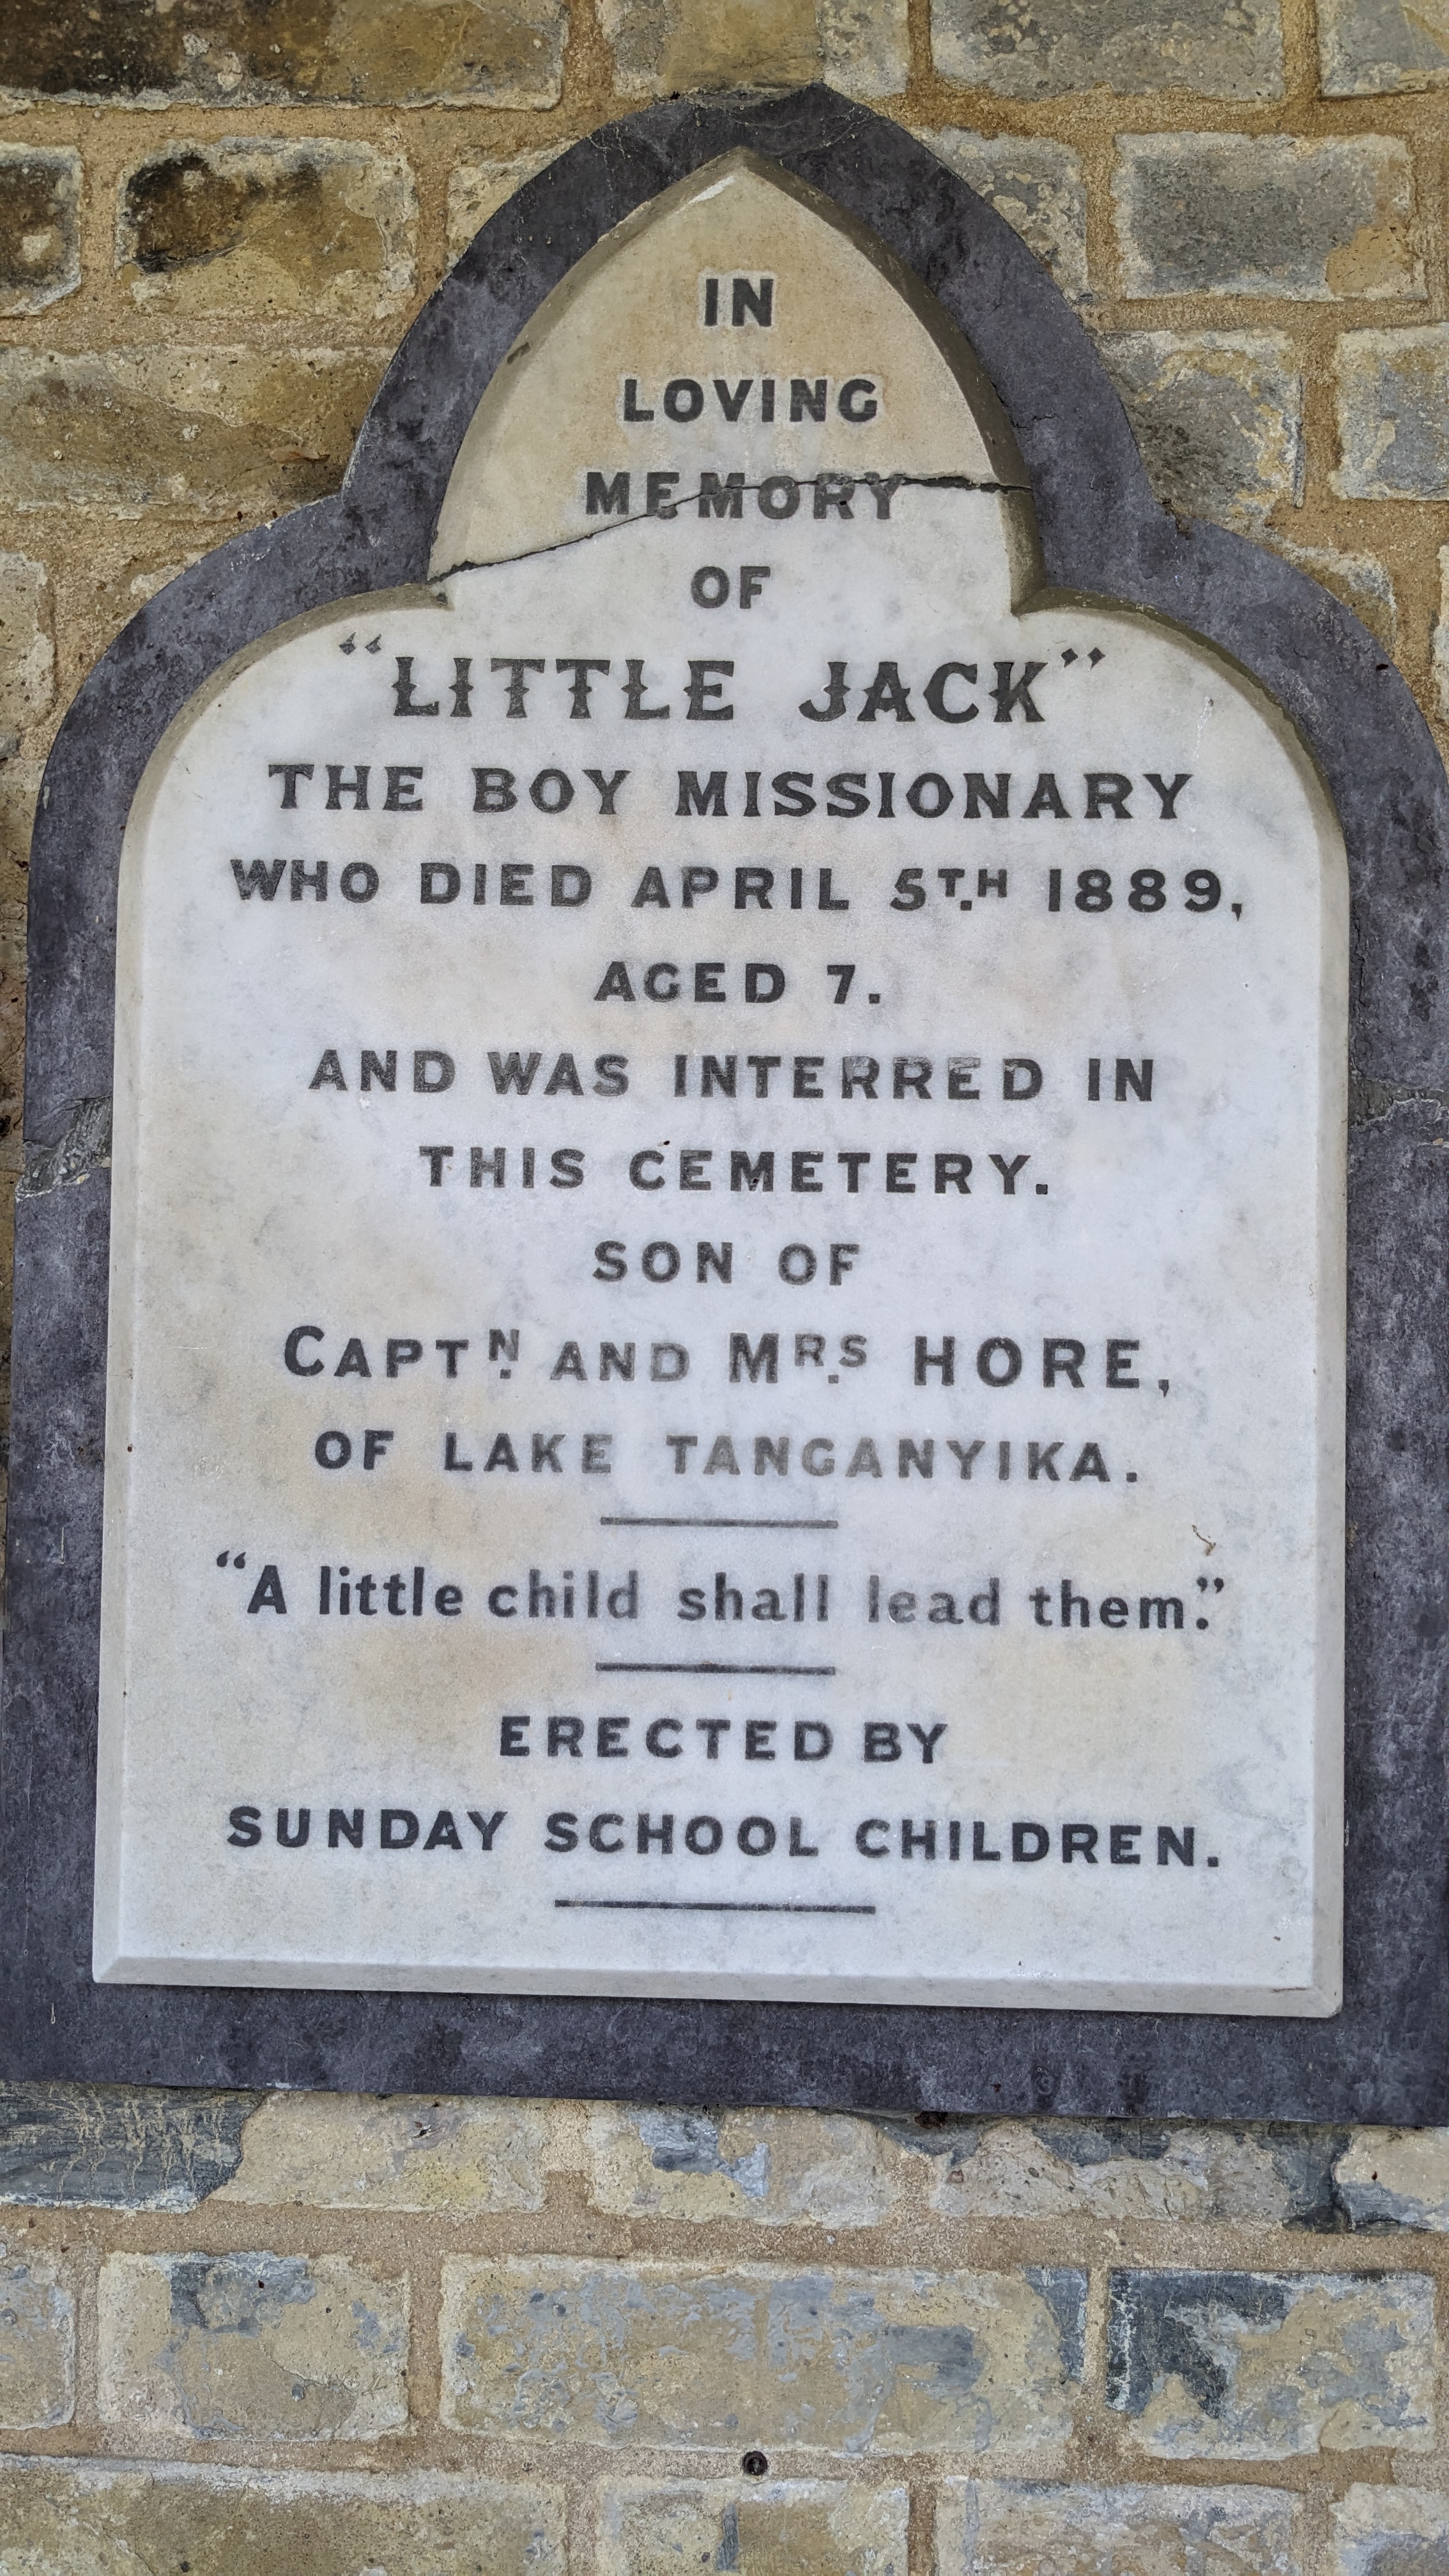 IN
LOVING
MEMORY
OF
“LITTLE JACK”
THE BOY MISSIONARY
WHO DIED APRIL 5TH 1889,
AGED 7.
AND WAS INTERRED IN
THIS CEMETERY.
SON OF
CAPTN. AND MRS. HORE,
OF LAKE TANGANYIKA.
“A little child shall lead them.”
ERECTED BY
SUNDAY SCHOOL CHILDREN.